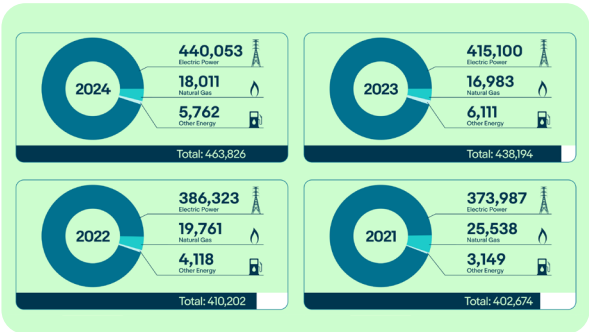 2024
440,053
Electric Power
18,011
Natural Gas
5,762
Other Energy
Total: 463,826
2023
415,100
Electric Power
16,983
Natural Gas
6,111
Other Energy
Total: 438,194
2022
386,323
Electric Power
19,761
Natural Gas
4,118
Other Energy
Total: 410,202
2021
373,987
Electric Power
25,538
Natural Gas
3,149
Other Energy
Total: 402,674